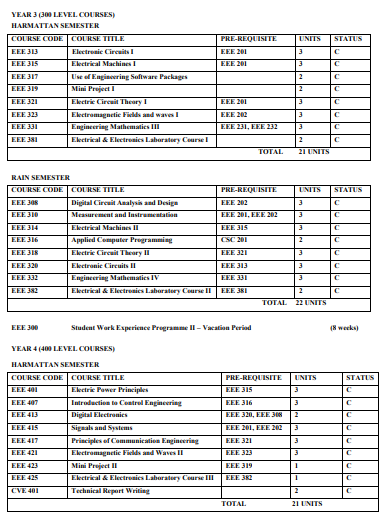 YEAR 3 (300 LEVEL COURSES)
HARMATTAN SEMESTER
COURSE CODE COURSE TITLE PRE-REQUISITE UNITS STATUS
EEE 313 Electronic Circuits I EEE 201 3 C
EEE 315 Electrical Machines I EEE 201 3 C
EEE 317 Use of Engineering Software Packages 2 C
EEE 319 Mini Project I 2 C
EEE 321 Electric Circuit Theory I EEE 201 3 C
EEE 323 Electromagnetic Fields and waves I EEE 202 3 C
EEE 331 Engineering Mathematics III EEE 231, EEE 232 3 C
EEE 381 Electrical & Electronics Laboratory Course I 2 C
TOTAL 21 UNITS
RAIN SEMESTER
COURSE CODE COURSE TITLE PRE-REQUISITE UNITS STATUS
EEE 308 Digital Circuit Analysis and Design EEE 202 3 C
EEE 310 Measurement and Instrumentation EEE 201, EEE 202 3 C
EEE 314 Electrical Machines II EEE 315 3 C
EEE 316 Applied Computer Programming CSC 201 2 C
EEE 318 Electric Circuit Theory II EEE 321 3 C
EEE 320 Electronic Circuits II EEE 313 3 C
EEE 332 Engineering Mathematics IV EEE 331 3 C
EEE 382 Electrical & Electronics Laboratory Course II EEE 381 2 C
TOTAL 22 UNITS
EEE 300 Student Work Experience Programme II – Vacation Period (8 weeks)
YEAR 4 (400 LEVEL COURSES)
HARMATTAN SEMESTER
COURSE CODE COURSE TITLE PRE-REQUISITE UNITS STATUS
EEE 401 Electric Power Principles EEE 315 3 C
EEE 407 Introduction to Control Engineering EEE 316 3 C
EEE 413 Digital Electronics EEE 320, EEE 308 2 C
EEE 415 Signals and Systems EEE 201, EEE 202 3 C
EEE 417 Principles of Communication Engineering EEE 321 3 C
EEE 421 Electromagnetic Fields and Waves II EEE 323 3 C
EEE 423 Mini Project II EEE 319 1 C
EEE 425 Electrical & Electronics Laboratory Course III EEE 382 1 C
CVE 401 Technical Report Writing 2 C
TOTAL 21 UNITS